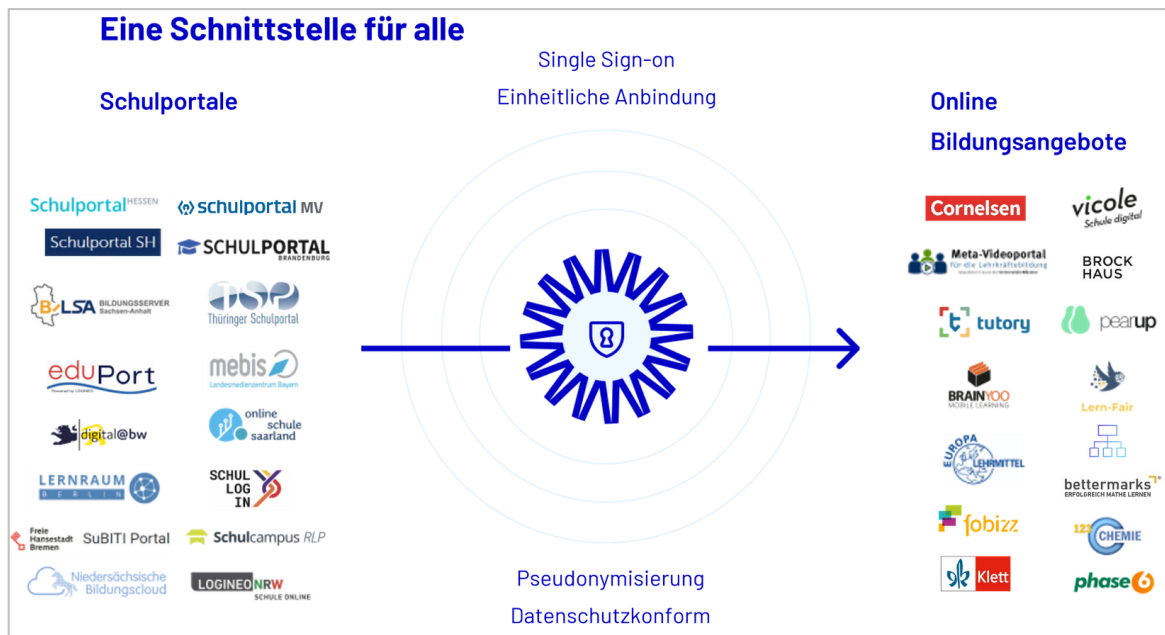 Eine Schnittstelle für alle
Single Sign-on
Einheitliche Anbindung
Schulportale
Online
Bildungsangebote
Schulportal HESSEN
schulportal MV
Schulportal SH
SCHULPORTAL
BRANDENBURG
B LSA BILDUNGSSERVER
Sachsen-Anhalt
TSP
Thüringer Schulportal
eduPort
Powered by LOGINEO
mebis
Landesmedienzentrum Bayern
digital@bw
online
schule
saarland
LERNRAUM
BERLIN
SCHUL
LOG
IN
Freie
Hansestadt
Bremen
SuBITI Portal
Schulcampus RLP
Niedersächsische
Bildungscloud
LOGINEO NRW
SCHULE ONLINE
Pseudonymisierung
Datenschutzkonform
Cornelsen
vicole
Schule digital
Meta-Videoportal
für die Lehrkräftebildung
BROCK
HAUS
tutory
pearup
BRAINYOO
MOBILE LEARNING
Lern-Fair
EUROPA
LEHRMITTEL
bettermarks
ERFOLGREICH MATHE LERNEN
fobizz
123
CHEMIE
Klett
phase6